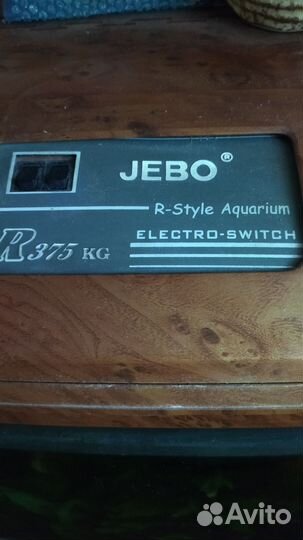 JEBO®
R-Style Aquarium
ELECTRO-SWITCH
R375 KG
Avito